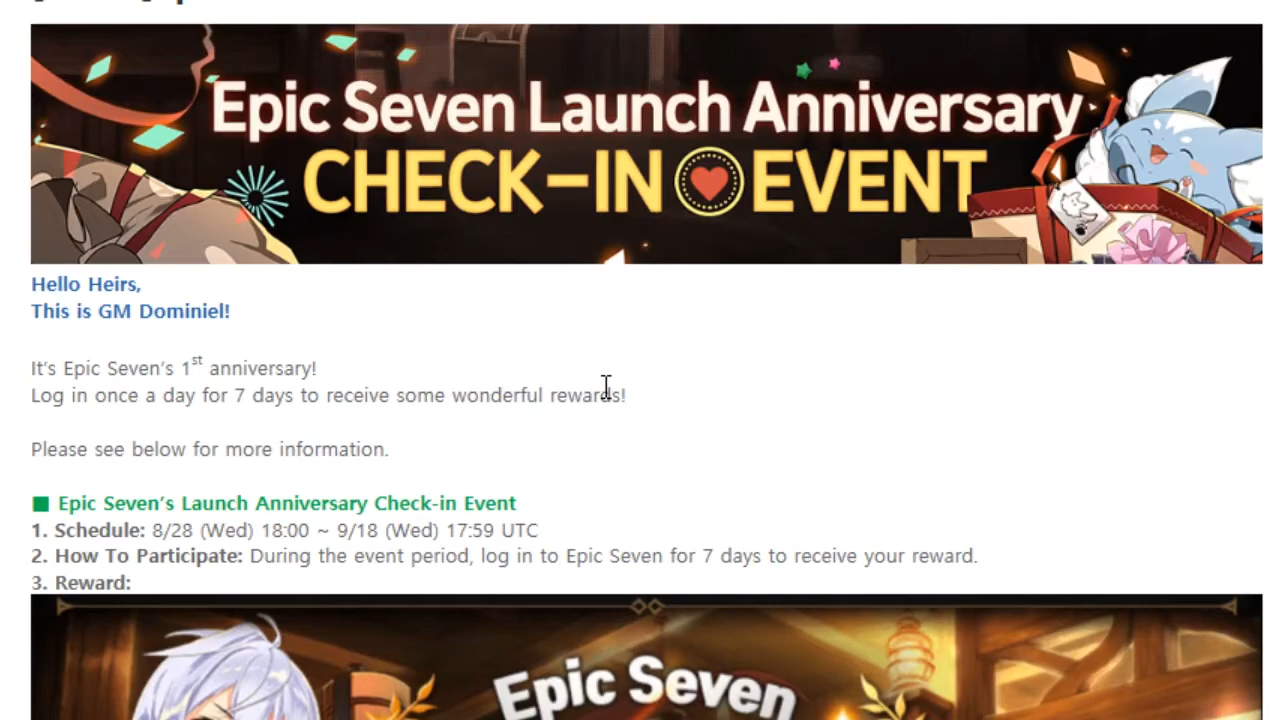 Epic Seven Launch Anniversary
CHECK-IN EVENT
Hello Heirs,
This is GM Dominiel!
It's Epic Seven's 1st anniversary!
Log in once a day for 7 days to receive some wonderful rewards!
Please see below for more information.
■ Epic Seven's Launch Anniversary Check-in Event
1. Schedule: 8/28 (Wed) 18:00 ~ 9/18 (Wed) 17:59 UTC
2. How To Participate: During the event period, log in to Epic Seven for 7 days to receive your reward.
3. Reward:
Epic Seven